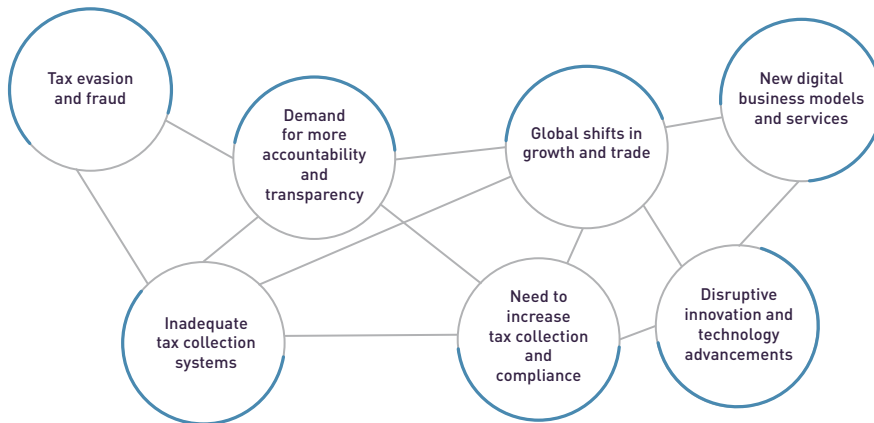 Tax evasion
and fraud
Demand
for more
accountability
and
transparency
Global shifts in
growth and trade
New digital
business models
and services
Inadequate
tax collection
systems
Need to
increase
tax collection
and
compliance
Disruptive
innovation and
technology
advancements